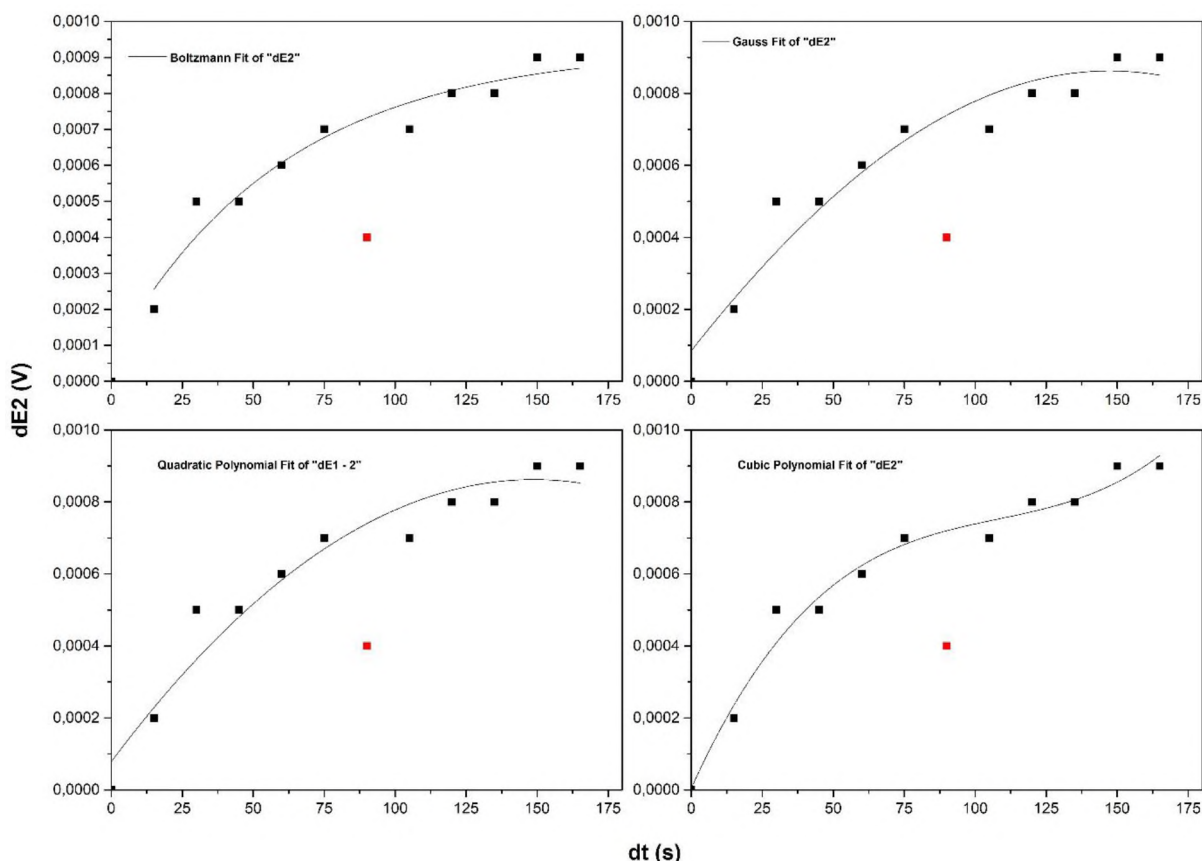 Boltzmann Fit of "dE2"
0,0010
0,0009
0,0008
0,0007
0,0006
0,0005
0,0004
0,0003
0,0002
0,0001
0,0000
0 25 50 75 100 125 150 175
Gauss Fit of "dE2"
0,0010
0,0008
0,0006
0,0004
0,0002
0,0000
0 25 50 75 100 125 150 175
dE2 (V)
Quadratic Polynomial Fit of "dE1 - 2"
0,0010
0,0008
0,0006
0,0004
0,0002
0,0000
0 25 50 75 100 125 150 175
Cubic Polynomial Fit of "dE2"
0,0010
0,0008
0,0006
0,0004
0,0002
0,0000
0 25 50 75 100 125 150 175
dt (s)